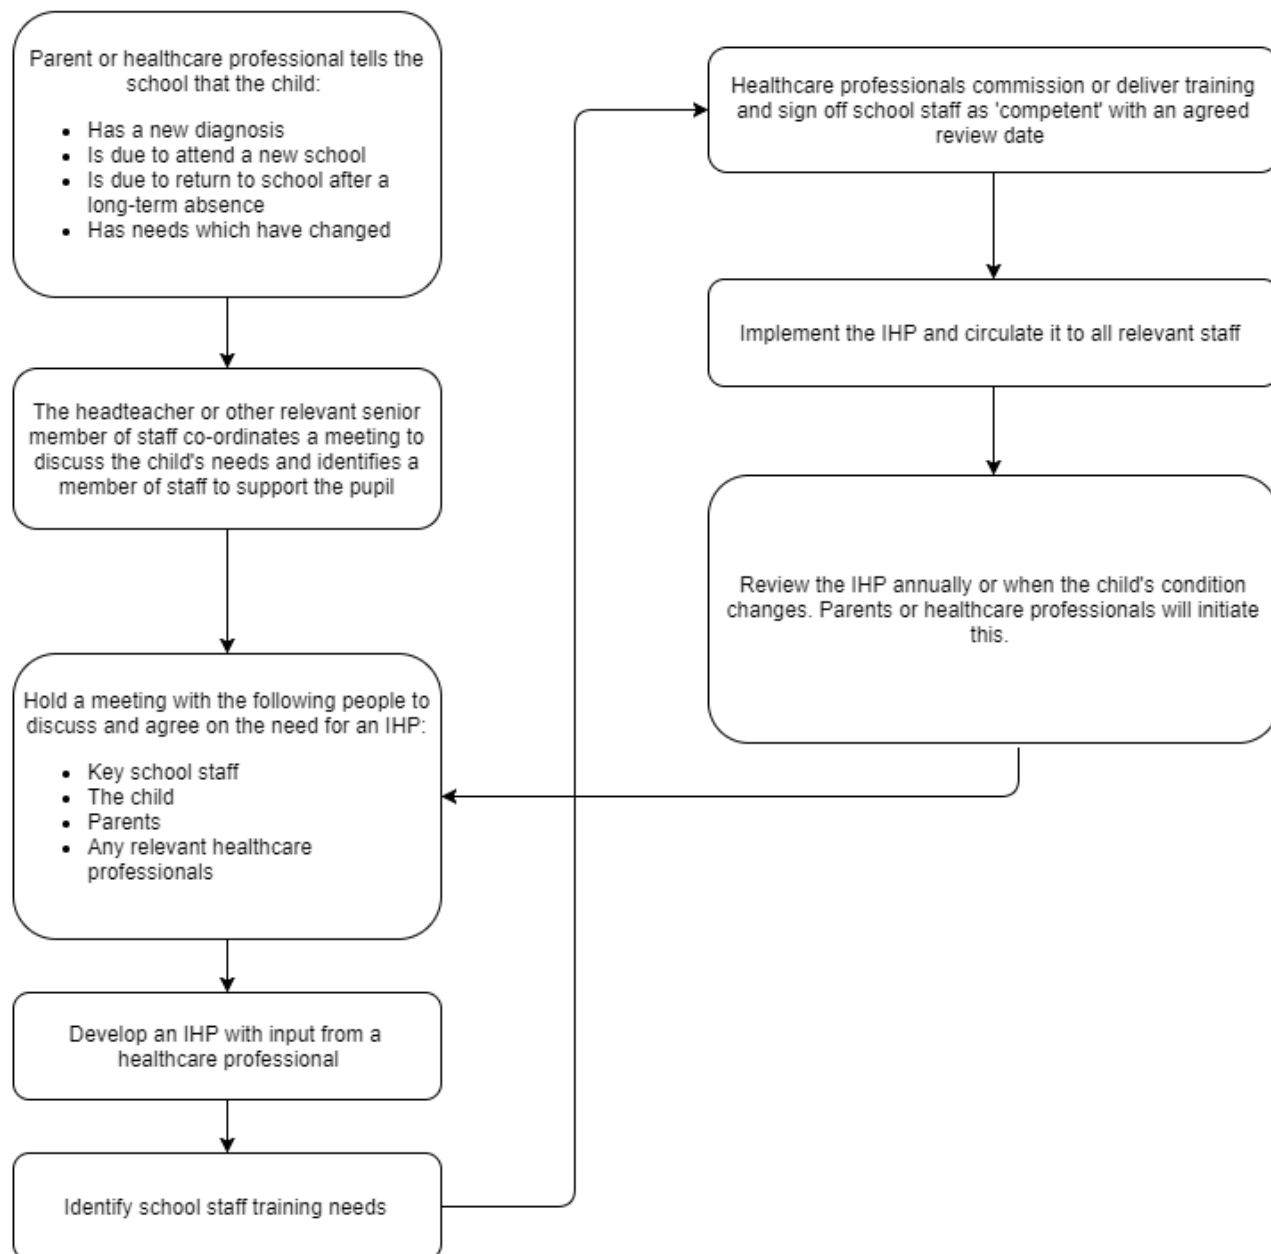 Parent or healthcare professional tells the
school that the child:
• Has a new diagnosis
• Is due to attend a new school
• Is due to return to school after a
long-term absence
• Has needs which have changed
The headteacher or other relevant senior
member of staff co-ordinates a meeting to
discuss the child's needs and identifies a
member of staff to support the pupil
Hold a meeting with the following people to
discuss and agree on the need for an IHP:
• Key school staff
• The child
• Parents
• Any relevant healthcare
professionals
Develop an IHP with input from a
healthcare professional
Identify school staff training needs
Healthcare professionals commission or deliver training
and sign off school staff as 'competent' with an agreed
review date
Implement the IHP and circulate it to all relevant staff
Review the IHP annually or when the child's condition
changes. Parents or healthcare professionals will initiate
this.